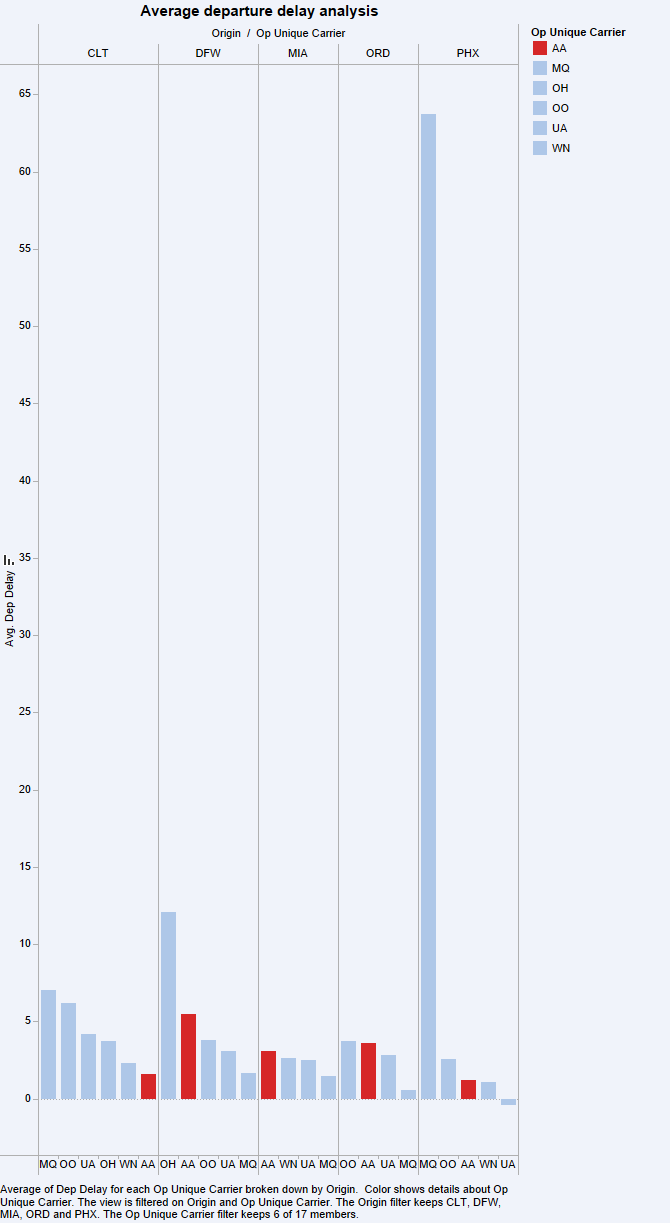 Average departure delay analysis
Origin / Op Unique Carrier
CLT DFW MIA ORD PHX
Op Unique Carrier
AA
MQ
OH
OO
UA
WN
65
60
55
50
45
40
35
30
25
20
15
10
5
0
Avg. Dep Delay
MQ OO UA OH WN AA OH AA OO UA MQ AA WN UA MQ OO AA UA MQ MQ OO AA WN UA
Average of Dep Delay for each Op Unique Carrier broken down by Origin. Color shows details about Op
Unique Carrier. The view is filtered on Origin and Op Unique Carrier. The Origin filter keeps CLT, DFW,
MIA, ORD and PHX. The Op Unique Carrier filter keeps 6 of 17 members.